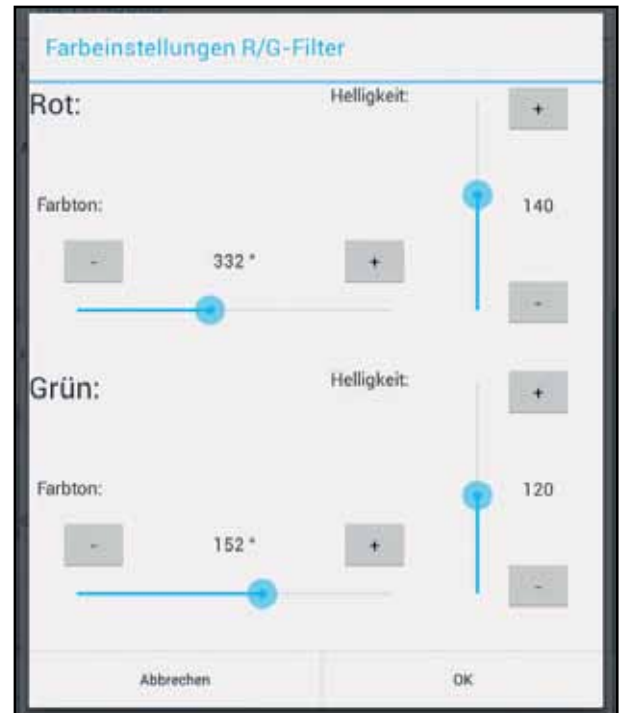 Farbeinstellungen R/G-Filter
Rot:
Helligkeit:
+
Farbton:
140
-
332 °
+
-
Grün:
Helligkeit:
+
Farbton:
120
-
152 °
+
-
Abbrechen
OK